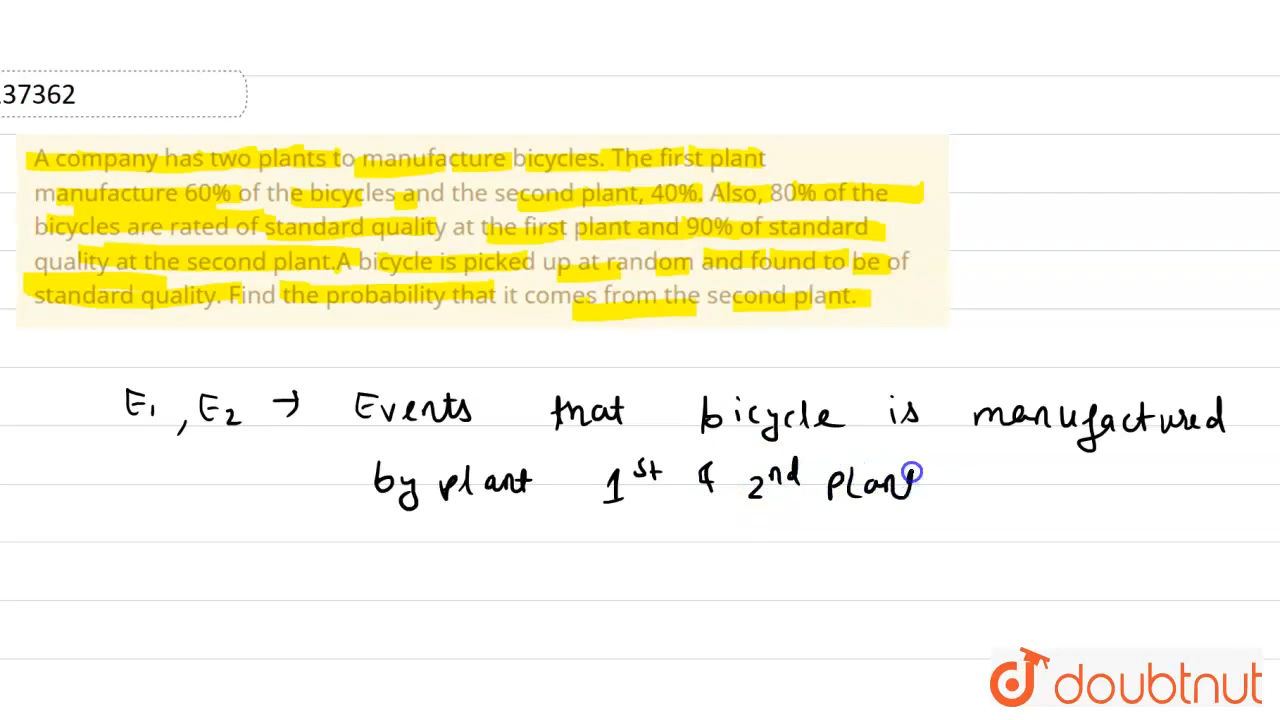 37362
A company has two plants to manufacture bicycles. The first plant
manufacture 60% of the bicycles and the second plant, 40%. Also, 80% of the
bicycles are rated of standard quality at the first plant and 90% of standard
quality at the second plant.A bicycle is picked up at random and found to be of
standard quality. Find the probability that it comes from the second plant.
E1 , E2 → Events that bicycle is manufactured
by plant 1st & 2nd plan
doubtnut